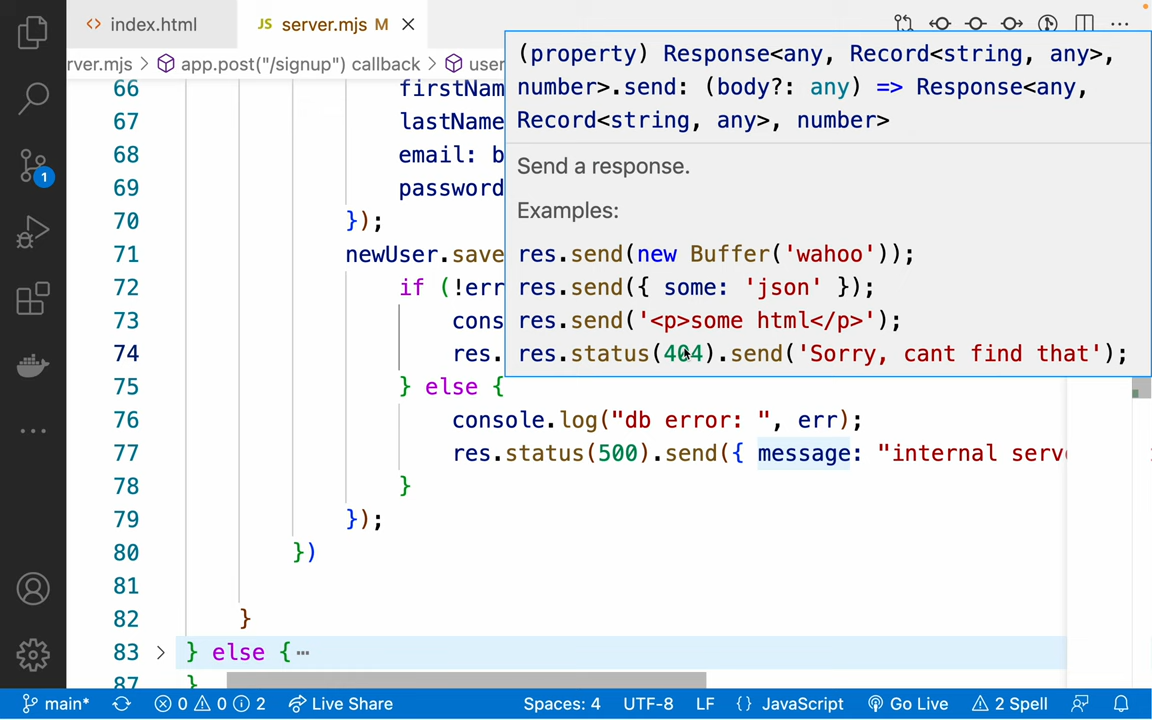 index.html
JS server.mjs M
rver.mjs > app.post("/signup") callback > user
66 firstNam
67 lastName
68 email: b
69 password
70 });
71 newUser.save
72 if (!err
73 cons
74 res.
75 } else {
76 console.log("db error: ", err);
77 res.status(500).send({ message: "internal serve
78 }
79 });
80 })
81
82 }
83 > } else { ⋯
87 }
(property) Response<any, Record<string, any>,
number>.send: (body?: any) => Response<any,
Record<string, any>, number>
Send a response.
Examples:
res.send(new Buffer('wahoo'));
res.send({ some: 'json' });
res.send('<p>some html</p>');
res.status(404).send('Sorry, cant find that');
1
main* 0 0 2 Live Share Spaces: 4 UTF-8 LF {} JavaScript Go Live 2 Spell